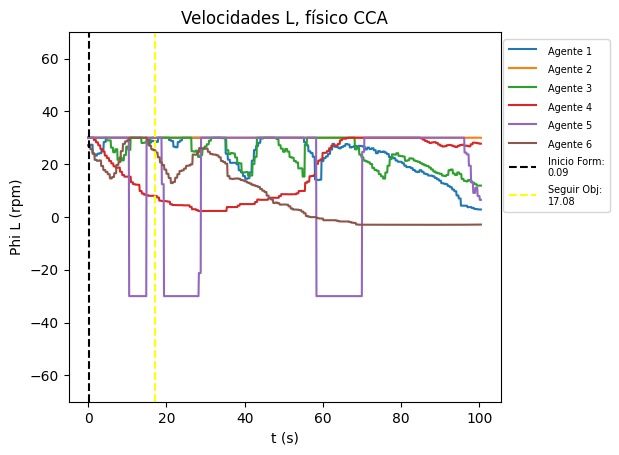 Velocidades L, físico CCA
Phi L (rpm)
60
40
20
0
−20
−40
−60
0
20
40
60
80
100
t (s)
Agente 1
Agente 2
Agente 3
Agente 4
Agente 5
Agente 6
Inicio Form:
0.09
Seguir Obj:
17.08